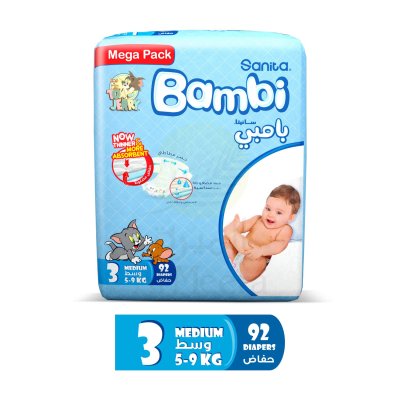 Mega Pack
Sanita
Bambi
سانيتا
بامبي
NOW
THINNER
& MORE
ABSORBENT
3
MEDIUM
وسط
5-9 KG
92
DIAPERS
حفاض
3
MEDIUM
وسط
5-9 KG
92
DIAPERS
حفاض